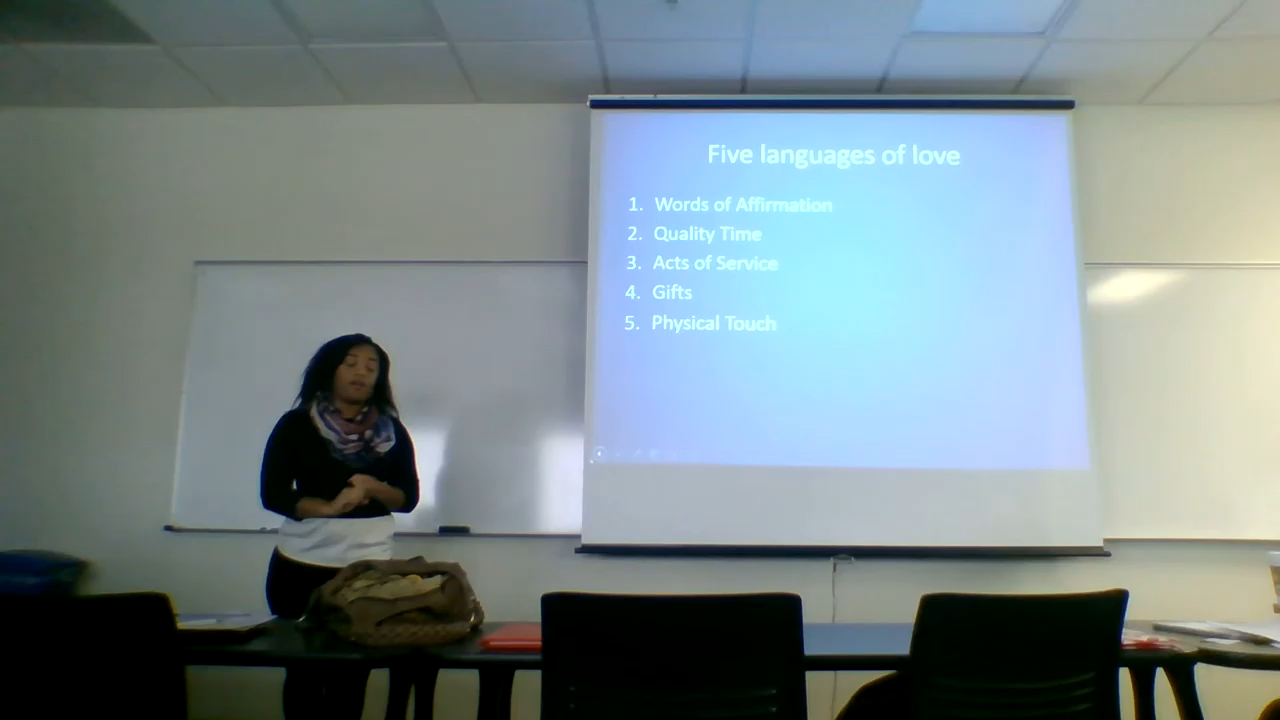 Five languages of love
1. Words of Affirmation
2. Quality Time
3. Acts of Service
4. Gifts
5. Physical Touch